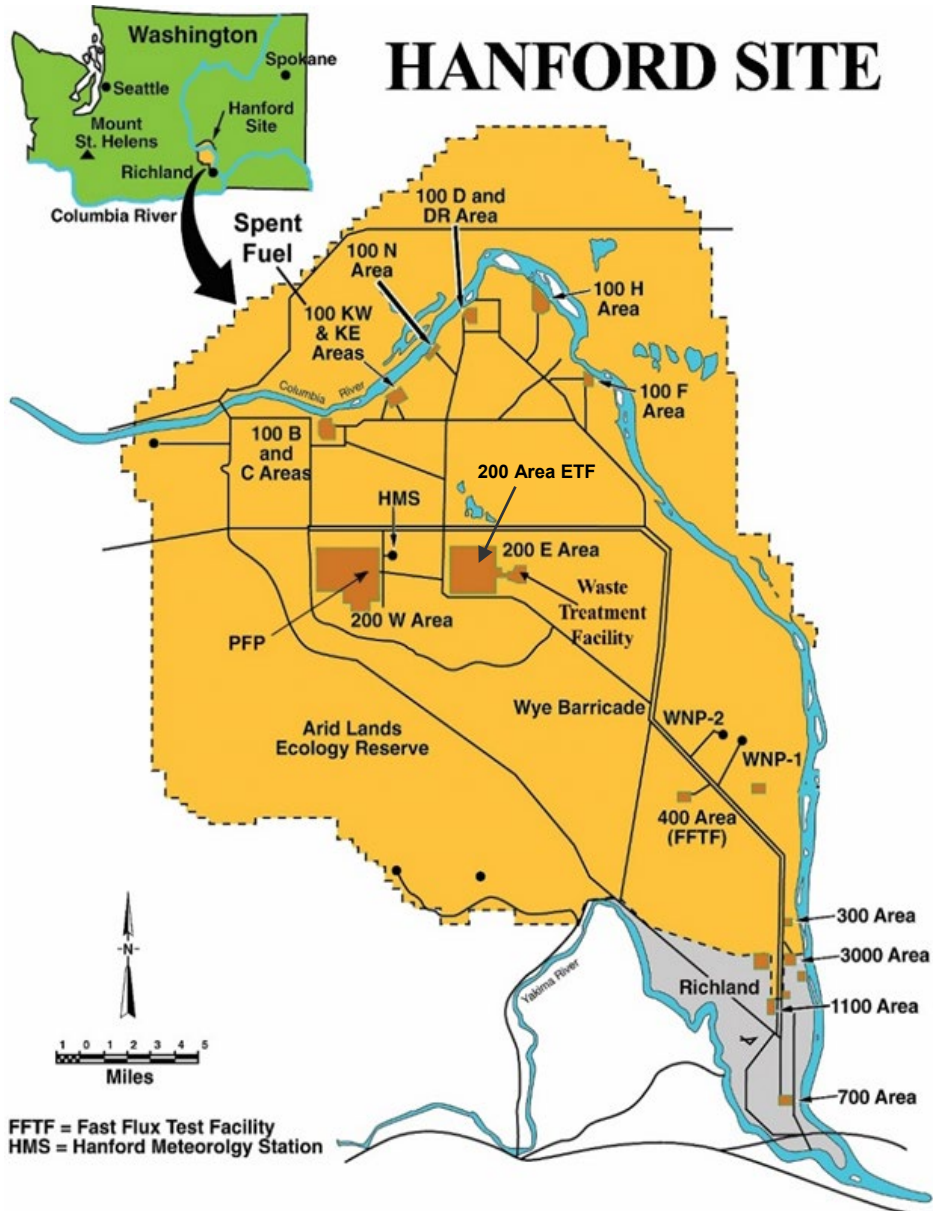 HANFORD SITE
Washington
Spokane
Seattle
Hanford
Site
Mount
St. Helens
Richland
Columbia River
Spent
Fuel
100 D and
DR Area
100 N
Area
100 H
Area
100 KW
& KE
Areas
Columbia River
100 F
Area
100 B
and
C Areas
200 Area ETF
HMS
200 E Area
Waste
Treatment
Facility
200 W Area
PFP
Wye Barricade
WNP-2
Arid Lands
Ecology Reserve
WNP-1
400 Area
(FFTF)
300 Area
3000 Area
Yakima River
Richland
1100 Area
700 Area
-N-
1 0 1 2 3 4 5
Miles
FFTF = Fast Flux Test Facility
HMS = Hanford Meteorolgy Station